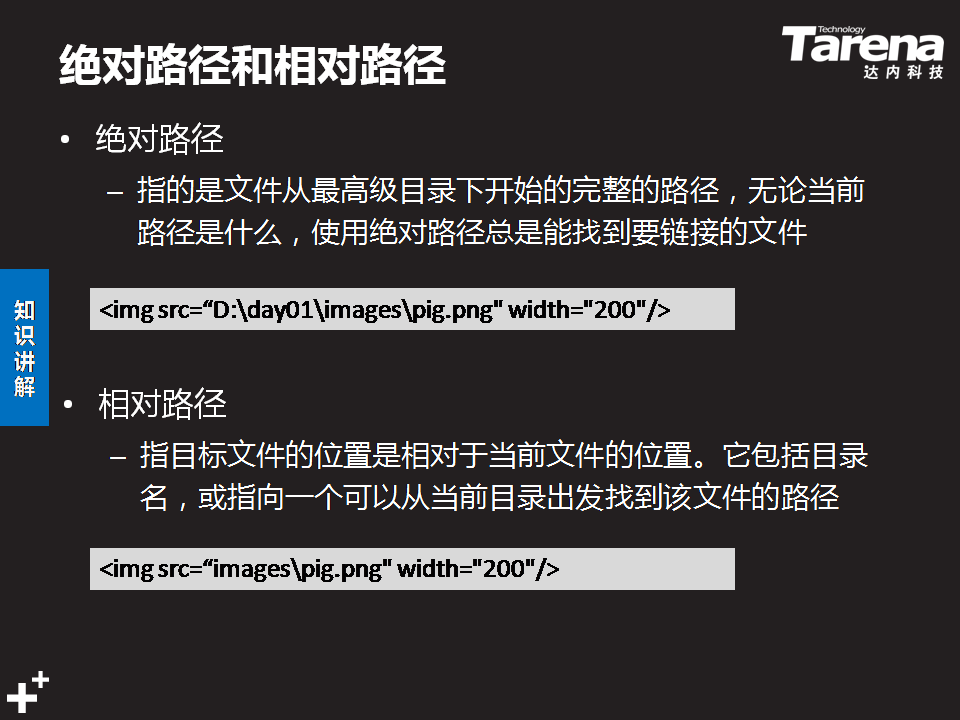 绝对路径和相对路径
Technology
Tarena
达内科技
• 绝对路径
– 指的是文件从最高级目录下开始的完整的路径，无论当前
路径是什么，使用绝对路径总是能找到要链接的文件
<img src=“D:\day01\images\pig.png" width="200"/>
知识讲解
• 相对路径
– 指目标文件的位置是相对于当前文件的位置。它包括目录
名，或指向一个可以从当前目录出发找到该文件的路径
<img src=“images\pig.png" width="200"/>